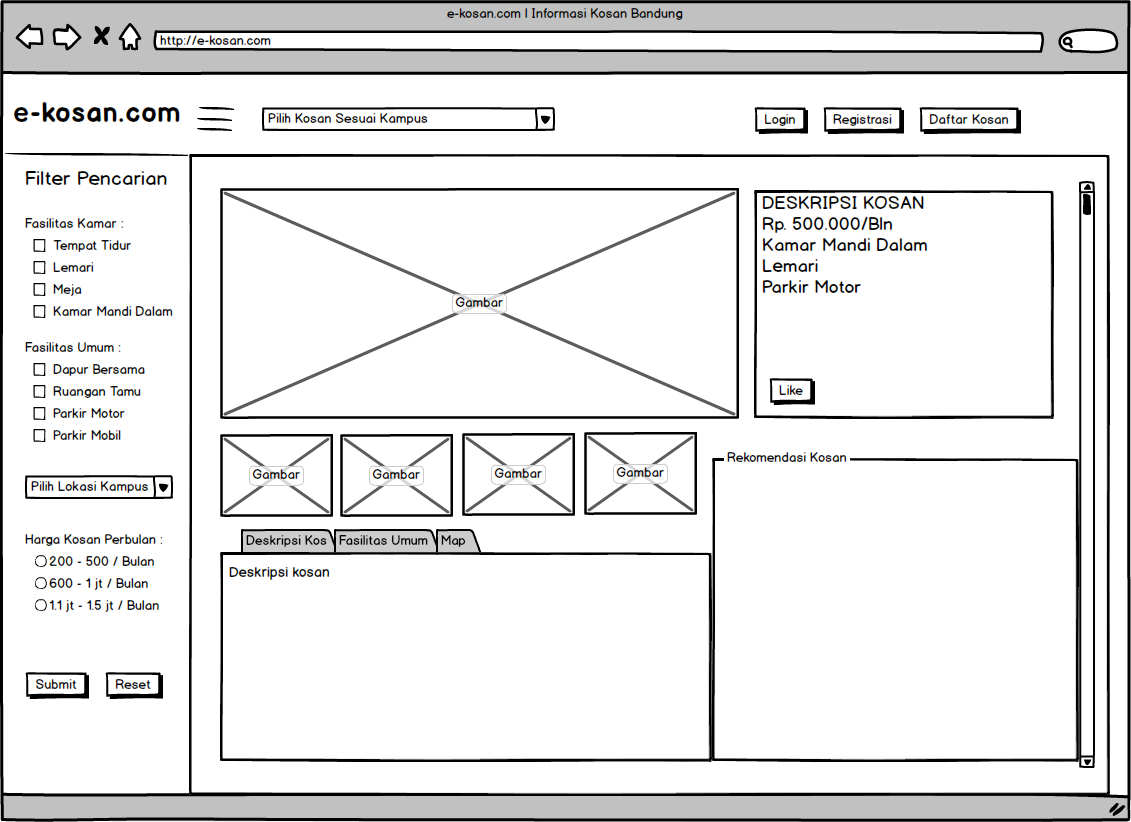 e-kosan.com | Informasi Kosan Bandung
http://e-kosan.com
e-kosan.com
Pilih Kosan Sesuai Kampus
Login
Registrasi
Daftar Kosan
Filter Pencarian
Fasilitas Kamar :
Tempat Tidur
Lemari
Meja
Kamar Mandi Dalam
Fasilitas Umum :
Dapur Bersama
Ruangan Tamu
Parkir Motor
Parkir Mobil
Pilih Lokasi Kampus
Harga Kosan Perbulan :
200 - 500 / Bulan
600 - 1 jt / Bulan
1.1 jt - 1.5 jt / Bulan
Submit
Reset
Gambar
DESKRIPSI KOSAN
Rp. 500.000/Bln
Kamar Mandi Dalam
Lemari
Parkir Motor
Like
Gambar
Gambar
Gambar
Gambar
Deskripsi Kos
Fasilitas Umum
Map
Deskripsi kosan
Rekomendasi Kosan